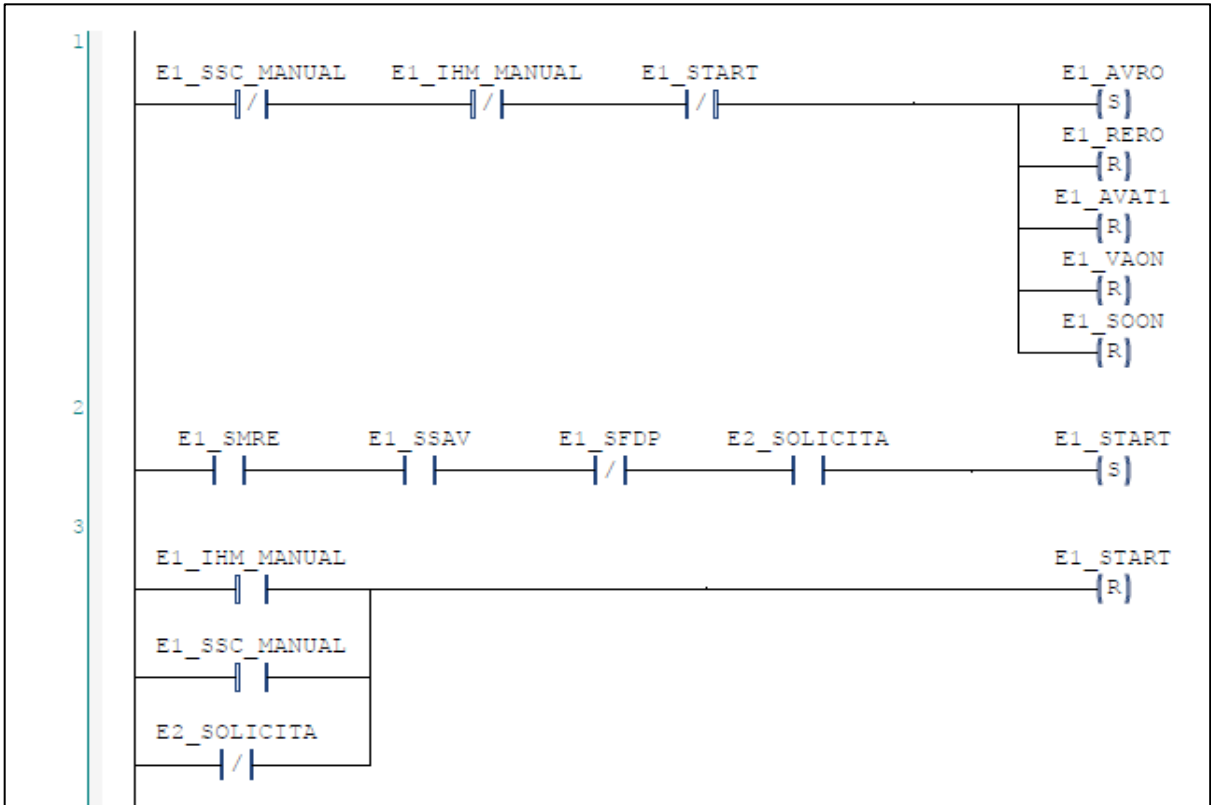 1
E1_SSC_MANUAL E1_IHM_MANUAL E1_START E1_AVRO
/ / / S
E1_RERO
R
E1_AVAT1
R
E1_VAON
R
E1_SOON
R
2
E1_SMRE E1_SSAV E1_SFDP E2_SOLICITA E1_START
/ S
3
E1_IHM_MANUAL E1_START
R
E1_SSC_MANUAL
E2_SOLICITA
/